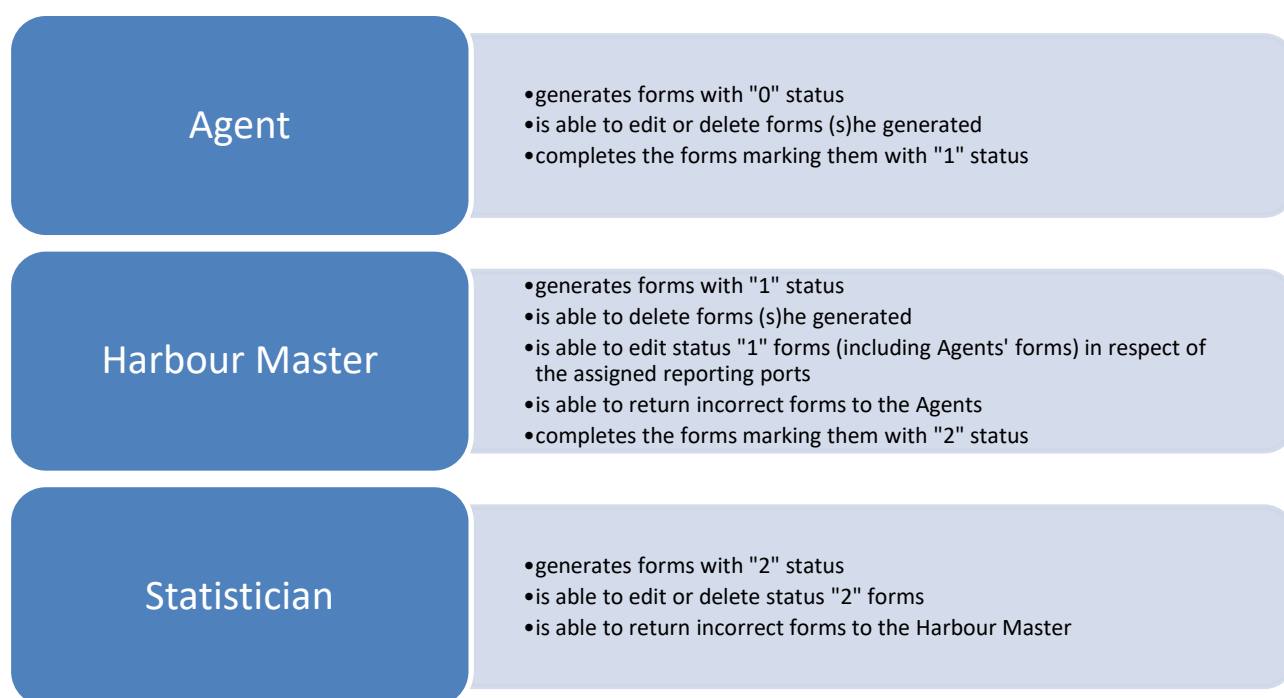 Agent
•generates forms with "0" status
•is able to edit or delete forms (s)he generated
•completes the forms marking them with "1" status
Harbour Master
•generates forms with "1" status
•is able to delete forms (s)he generated
•is able to edit status "1" forms (including Agents' forms) in respect of
the assigned reporting ports
•is able to return incorrect forms to the Agents
•completes the forms marking them with "2" status
Statistician
•generates forms with "2" status
•is able to edit or delete status "2" forms
•is able to return incorrect forms to the Harbour Master